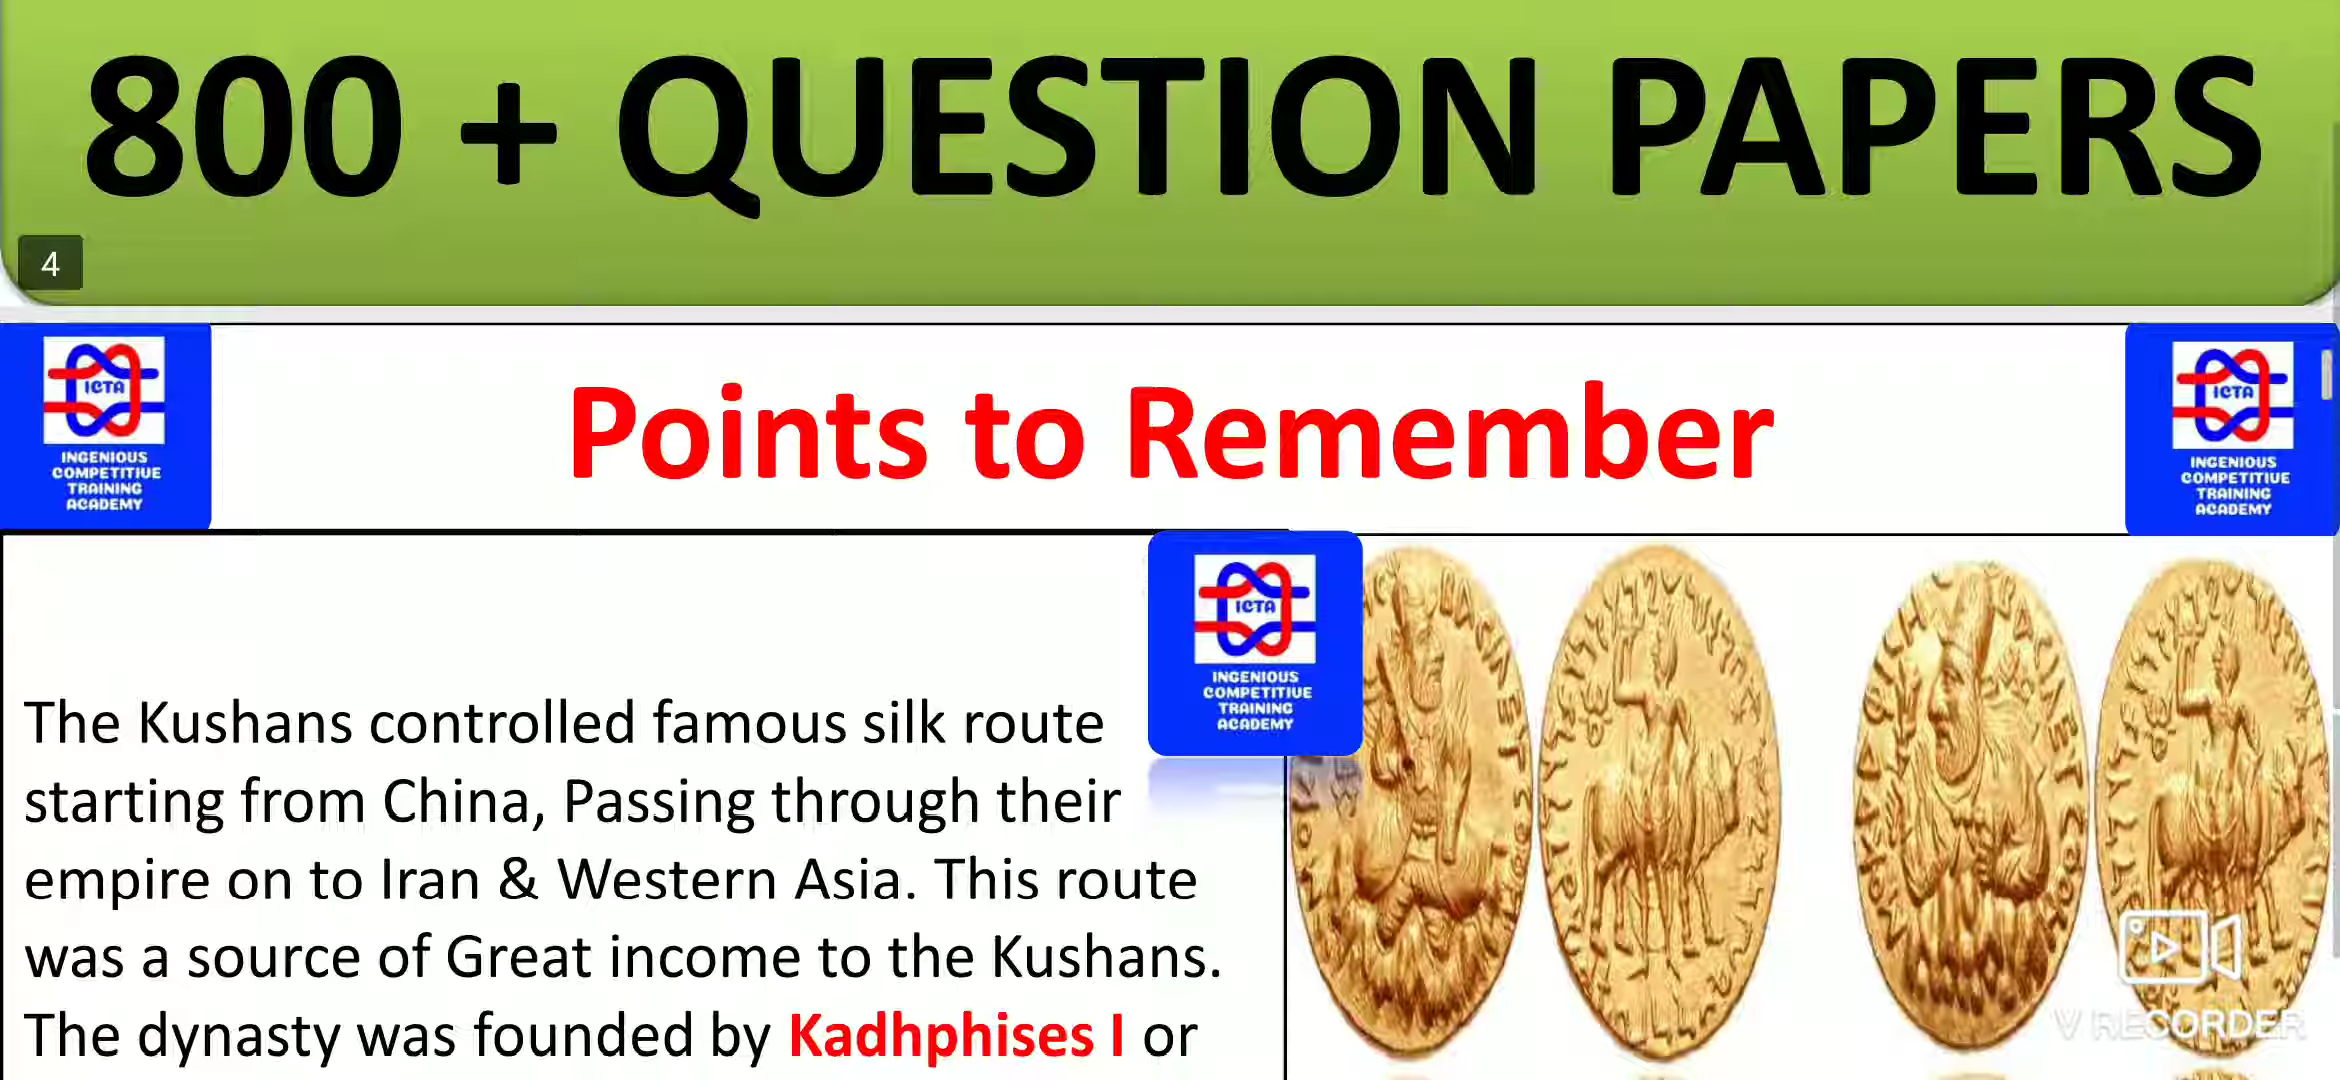 800 + QUESTION PAPERS
4
ICTA
INGENIOUS
COMPETITIVE
TRAINING
ACADEMY
Points to Remember
ICTA
INGENIOUS
COMPETITIVE
TRAINING
ACADEMY
ICTA
INGENIOUS
COMPETITIVE
TRAINING
ACADEMY
The Kushans controlled famous silk route
starting from China, Passing through their
empire on to Iran & Western Asia. This route
was a source of Great income to the Kushans.
The dynasty was founded by Kadhphises I or
V RECORDER